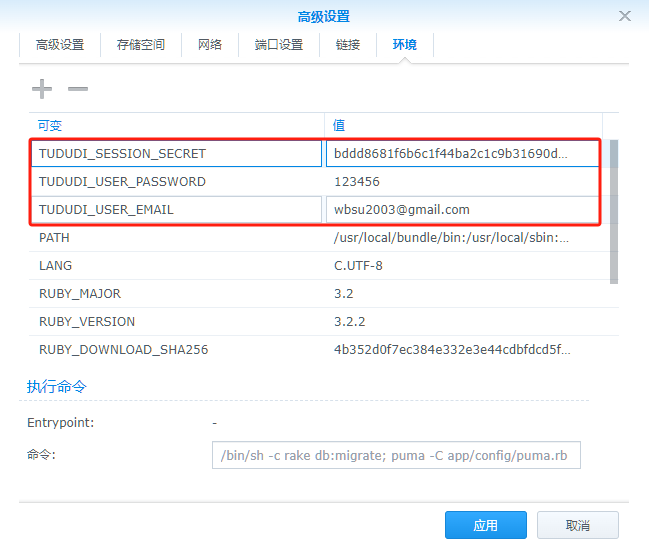 高级设置
高级设置 存储空间 网络 端口设置 链接 环境
可变 值
TUDUDI_SESSION_SECRET bddd8681f6b6c1f44ba2c1c9b31690d...
TUDUDI_USER_PASSWORD 123456
TUDUDI_USER_EMAIL wbsu2003@gmail.com
PATH /usr/local/bundle/bin:/usr/local/sbin:...
LANG C.UTF-8
RUBY_MAJOR 3.2
RUBY_VERSION 3.2.2
RUBY_DOWNLOAD_SHA256 4b352d0f7ec384e332e3e44cdbfdcd5f...
执行命令
Entrypoint: -
命令: /bin/sh -c rake db:migrate; puma -C app/config/puma.rb
应用 取消